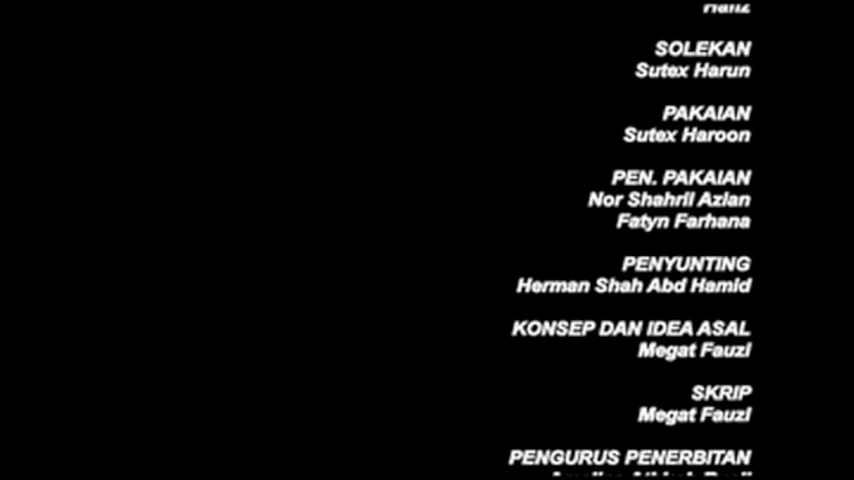 SOLEKAN
Sutex Harun
PAKAIAN
Sutex Haroon
PEN. PAKAIAN
Nor Shahril Azlan
Fatyn Farhana
PENYUNTING
Herman Shah Abd Hamid
KONSEP DAN IDEA ASAL
Megat Fauzi
SKRIP
Megat Fauzi
PENGURUS PENERBITAN